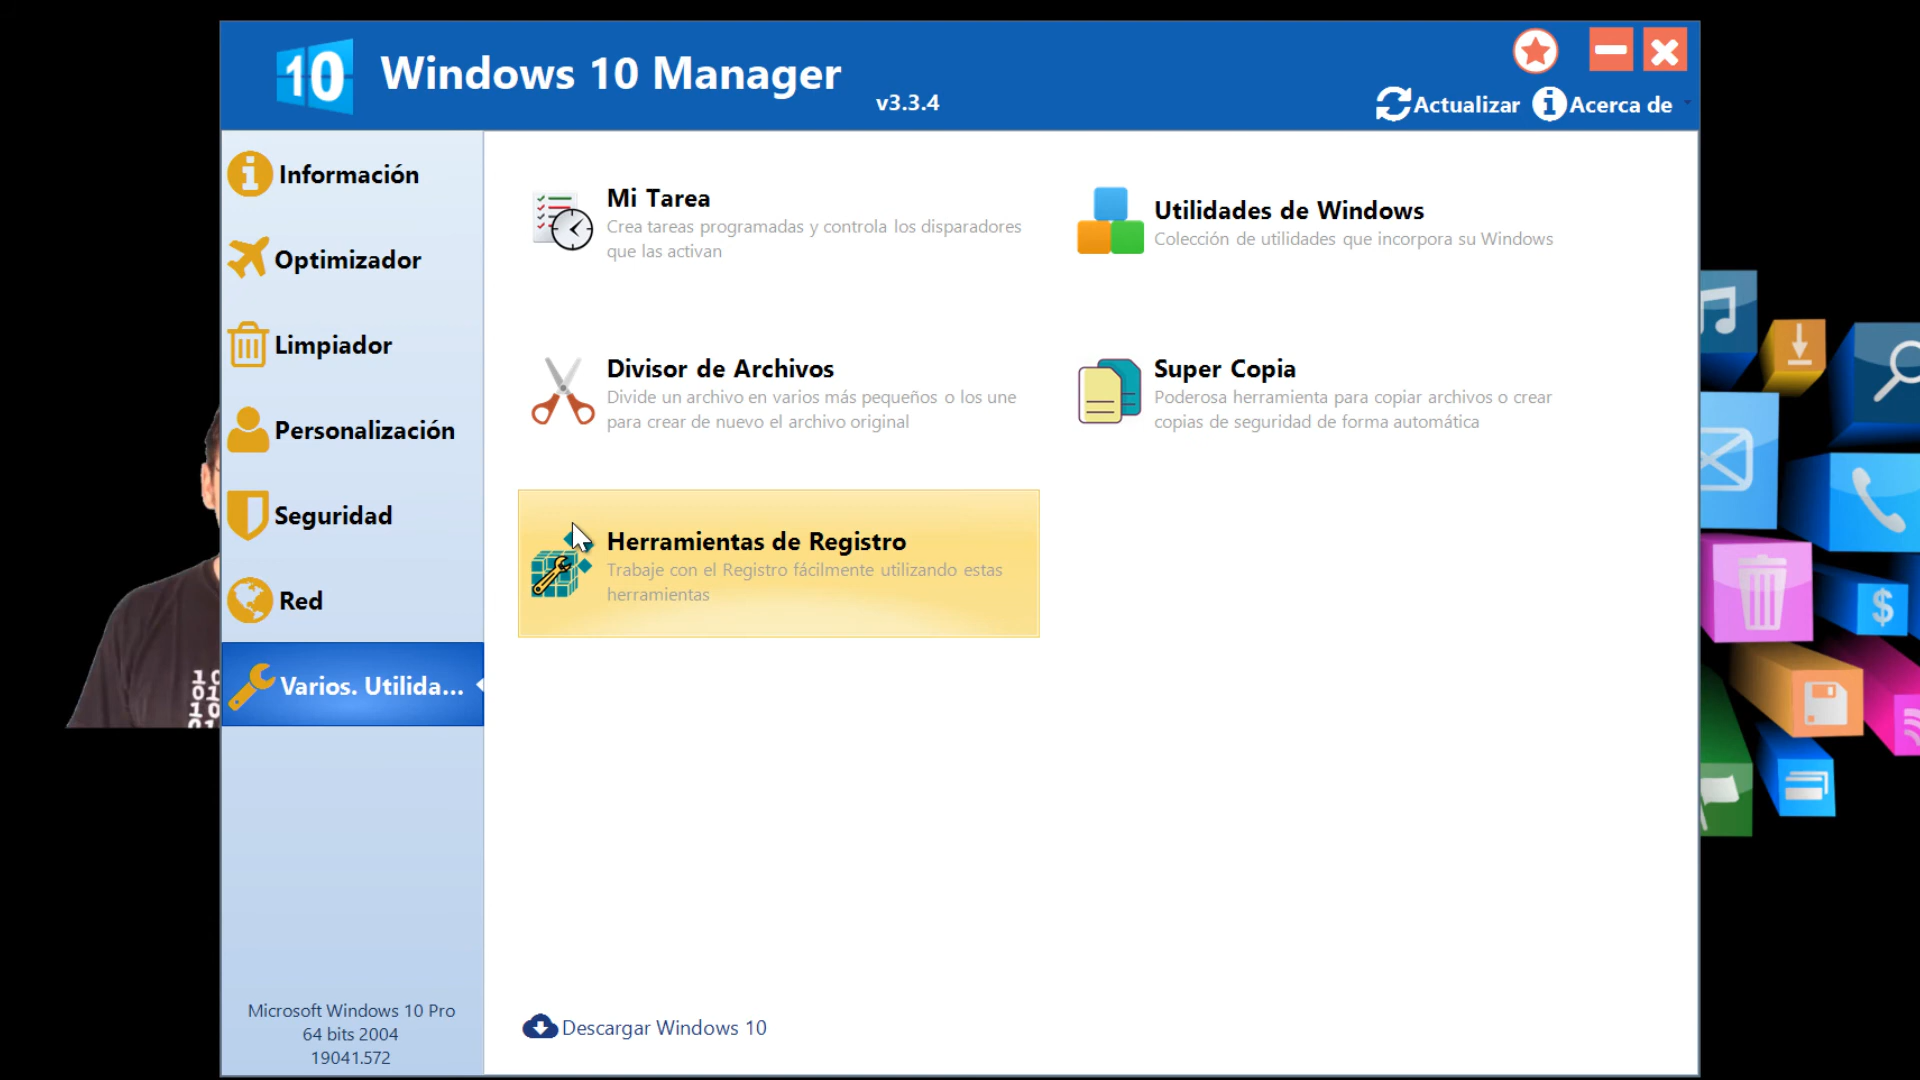 10
Windows 10 Manager
v3.3.4
Actualizar
Acerca de
Información
Optimizador
Limpiador
Personalización
Seguridad
Red
Varios. Utilida...
Mi Tarea
Crea tareas programadas y controla los disparadores
que las activan
Utilidades de Windows
Colección de utilidades que incorpora su Windows
Divisor de Archivos
Divide un archivo en varios más pequeños o los une
para crear de nuevo el archivo original
Super Copia
Poderosa herramienta para copiar archivos o crear
copias de seguridad de forma automática
Herramientas de Registro
Trabaje con el Registro fácilmente utilizando estas
herramientas
Microsoft Windows 10 Pro
64 bits 2004
19041.572
Descargar Windows 10
$